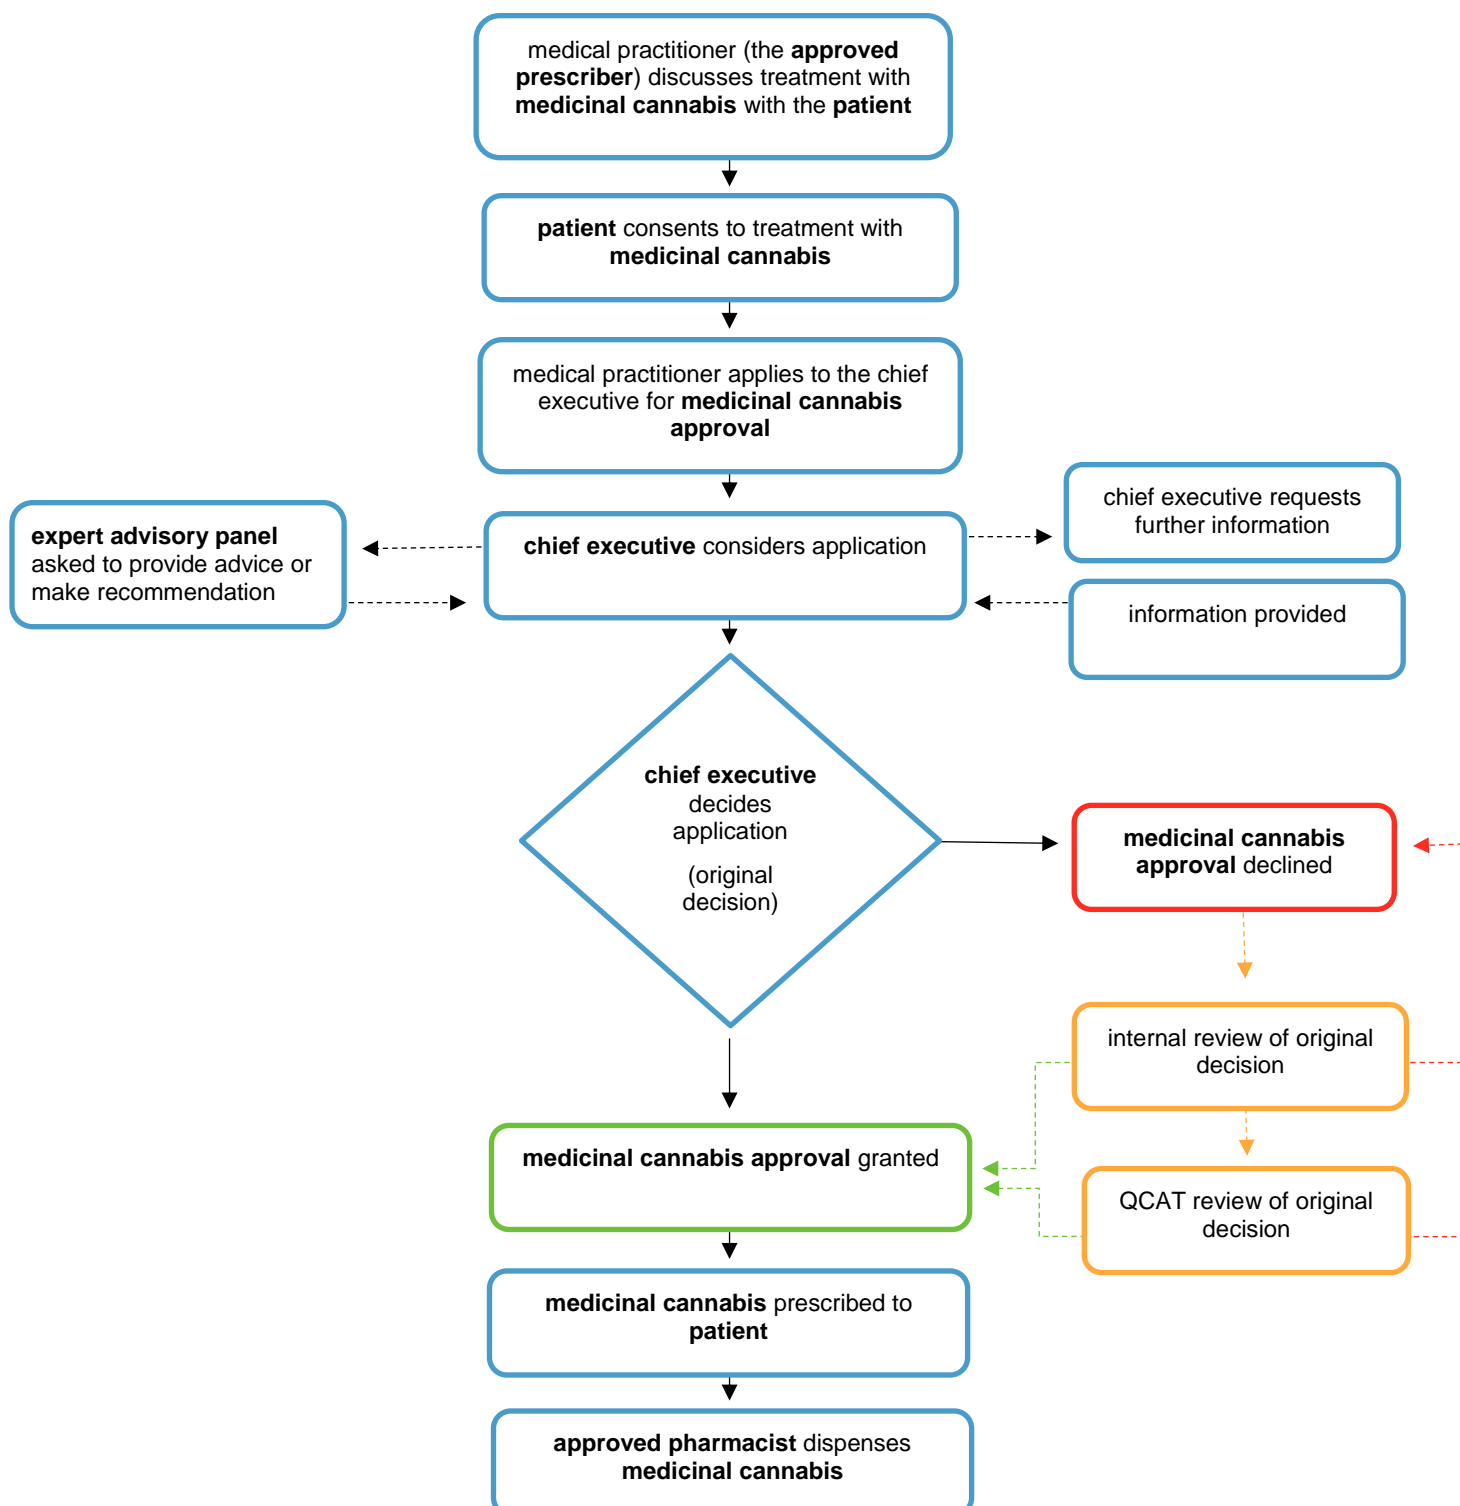 medical practitioner (the approved
prescriber) discusses treatment with
medicinal cannabis with the patient
patient consents to treatment with
medicinal cannabis
medical practitioner applies to the chief
executive for medicinal cannabis
approval
expert advisory panel
asked to provide advice or
make recommendation
chief executive considers application
chief executive requests
further information
information provided
chief executive
decides
application
(original
decision)
medicinal cannabis
approval declined
internal review of original
decision
medicinal cannabis approval granted
QCAT review of original
decision
medicinal cannabis prescribed to
patient
approved pharmacist dispenses
medicinal cannabis